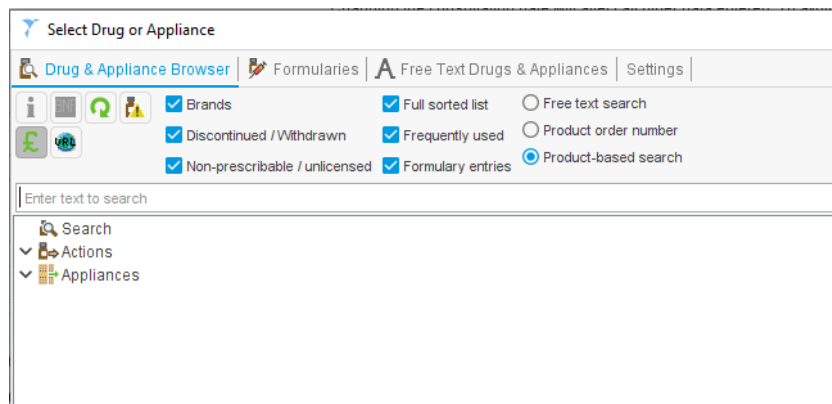 Select Drug or Appliance
Drug & Appliance Browser
Formularies
Free Text Drugs & Appliances
Settings
Brands
Full sorted list
Free text search
Discontinued / Withdrawn
Frequently used
Product order number
Non-prescribable / unlicensed
Formulary entries
Product-based search
BNF
£
URL
Enter text to search
Search
Actions
Appliances